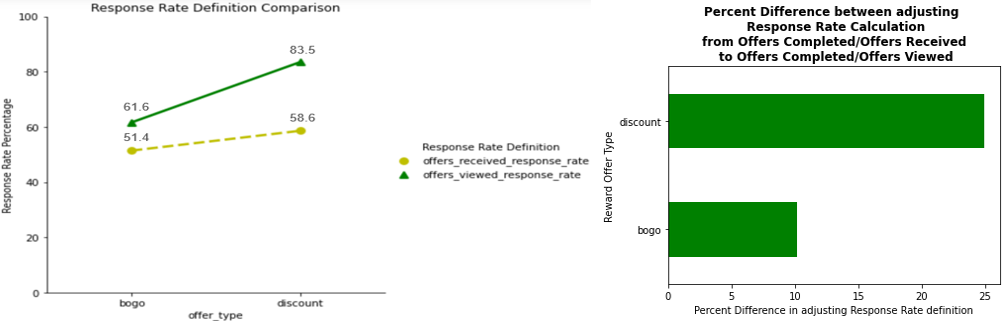 Response Rate Definition Comparison
100
80
60
40
20
0
Response Rate Percentage
83.5
61.6
58.6
51.4
bogo
discount
offer_type
Response Rate Definition
offers_received_response_rate
offers_viewed_response_rate
Percent Difference between adjusting
Response Rate Calculation
from Offers Completed/Offers Received
to Offers Completed/Offers Viewed
Reward Offer Type
discount
bogo
0 5 10 15 20 25
Percent Difference in adjusting Response Rate definition